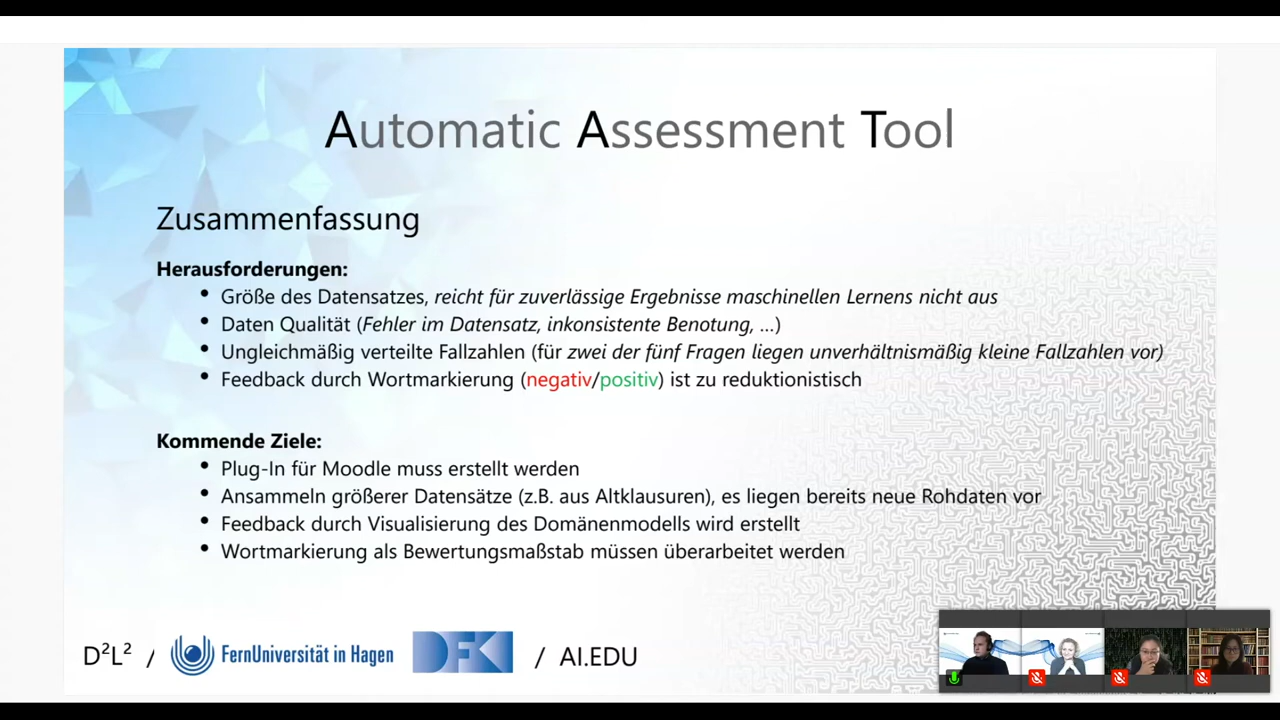 Automatic Assessment Tool
Zusammenfassung
Herausforderungen:
• Größe des Datensatzes, reicht für zuverlässige Ergebnisse maschinellen Lernens nicht aus
• Daten Qualität (Fehler im Datensatz, inkonsistente Benotung, ...)
• Ungleichmäßig verteilte Fallzahlen (für zwei der fünf Fragen liegen unverhältnismäßig kleine Fallzahlen vor)
• Feedback durch Wortmarkierung (negativ/positiv) ist zu reduktionistisch
Kommende Ziele:
• Plug-In für Moodle muss erstellt werden
• Ansammeln größerer Datensätze (z.B. aus Altklausuren), es liegen bereits neue Rohdaten vor
• Feedback durch Visualisierung des Domänenmodells wird erstellt
• Wortmarkierung als Bewertungsmaßstab müssen überarbeitet werden
D²L² / FernUniversität in Hagen DFKI / AI.EDU